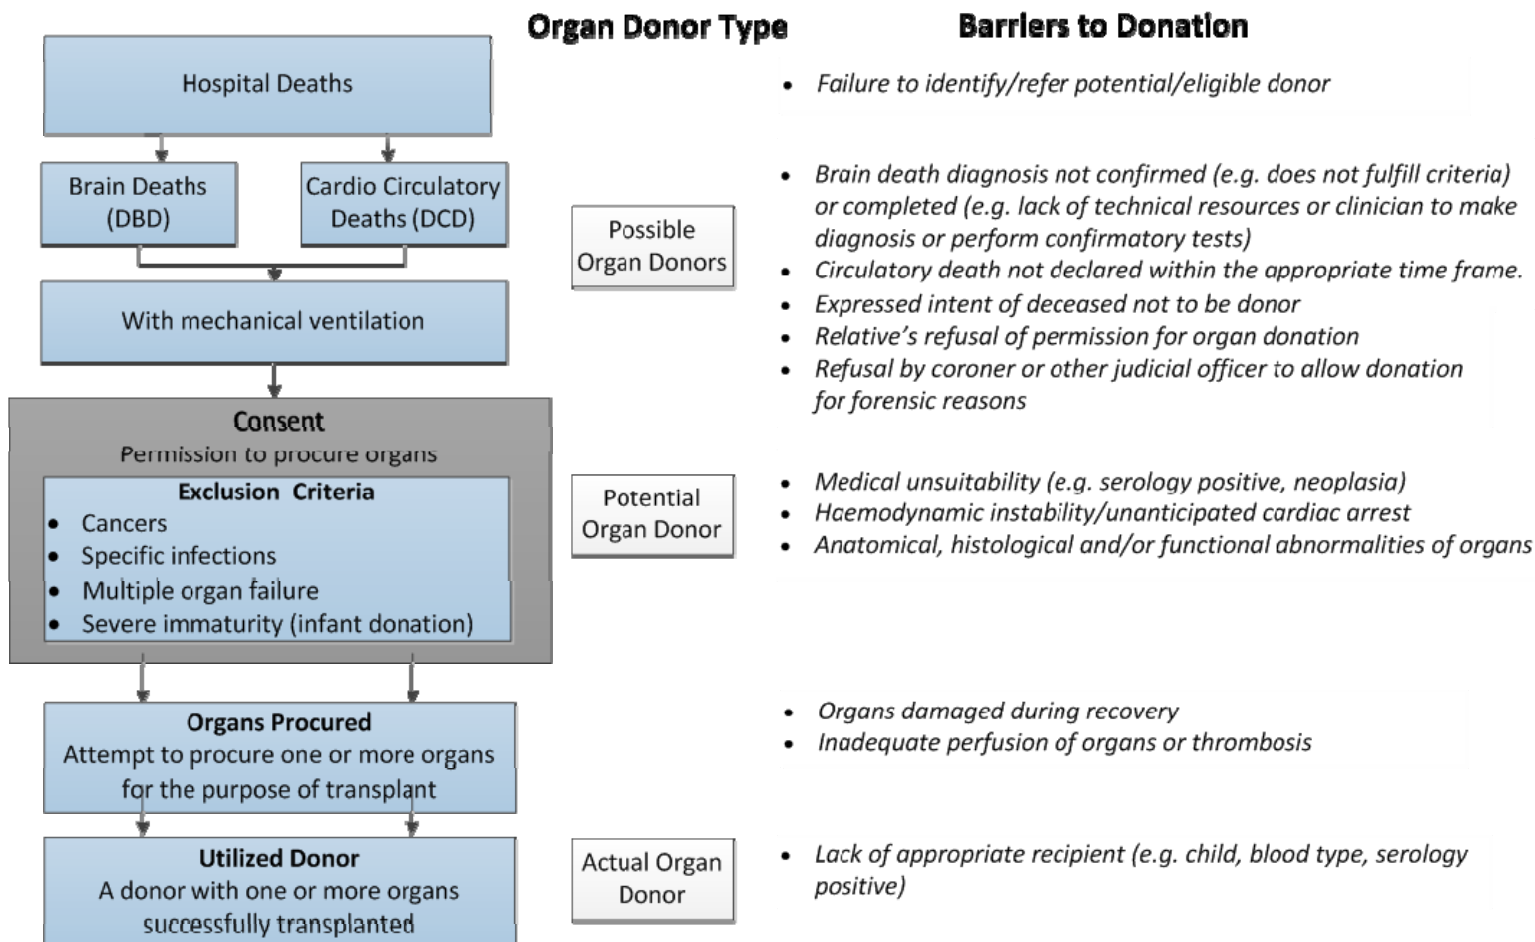 Organ Donor Type
Barriers to Donation
Hospital Deaths
• Failure to identify/refer potential/eligible donor
Brain Deaths
(DBD)
Cardio Circulatory
Deaths (DCD)
With mechanical ventilation
Possible
Organ Donors
• Brain death diagnosis not confirmed (e.g. does not fulfill criteria)
or completed (e.g. lack of technical resources or clinician to make
diagnosis or perform confirmatory tests)
• Circulatory death not declared within the appropriate time frame.
• Expressed intent of deceased not to be donor
• Relative's refusal of permission for organ donation
• Refusal by coroner or other judicial officer to allow donation
for forensic reasons
Consent
Permission to procure organs
Exclusion Criteria
• Cancers
• Specific infections
• Multiple organ failure
• Severe immaturity (infant donation)
Potential
Organ Donor
• Medical unsuitability (e.g. serology positive, neoplasia)
• Haemodynamic instability/unanticipated cardiac arrest
• Anatomical, histological and/or functional abnormalities of organs
Organs Procured
Attempt to procure one or more organs
for the purpose of transplant
• Organs damaged during recovery
• Inadequate perfusion of organs or thrombosis
Utilized Donor
A donor with one or more organs
successfully transplanted
Actual Organ
Donor
• Lack of appropriate recipient (e.g. child, blood type, serology
positive)